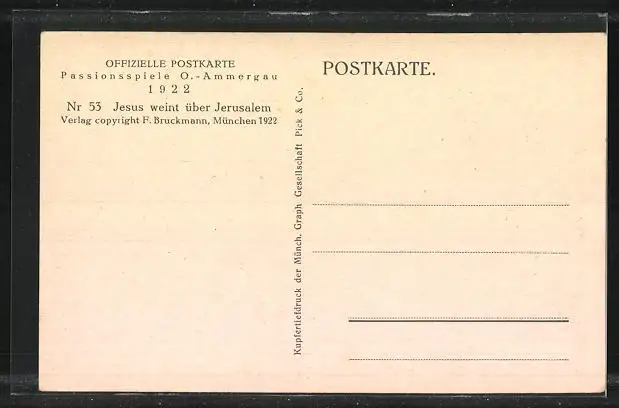 OFFIZIELLE POSTKARTE
Passionsspiele O.-Ammergau
1922
Nr 53 Jesus weint über Jerusalem
Verlag copyright F. Bruckmann, München 1922
Kupfertiefdruck der Münch. Graph Gesellschaft Pick & Co.
POSTKARTE.